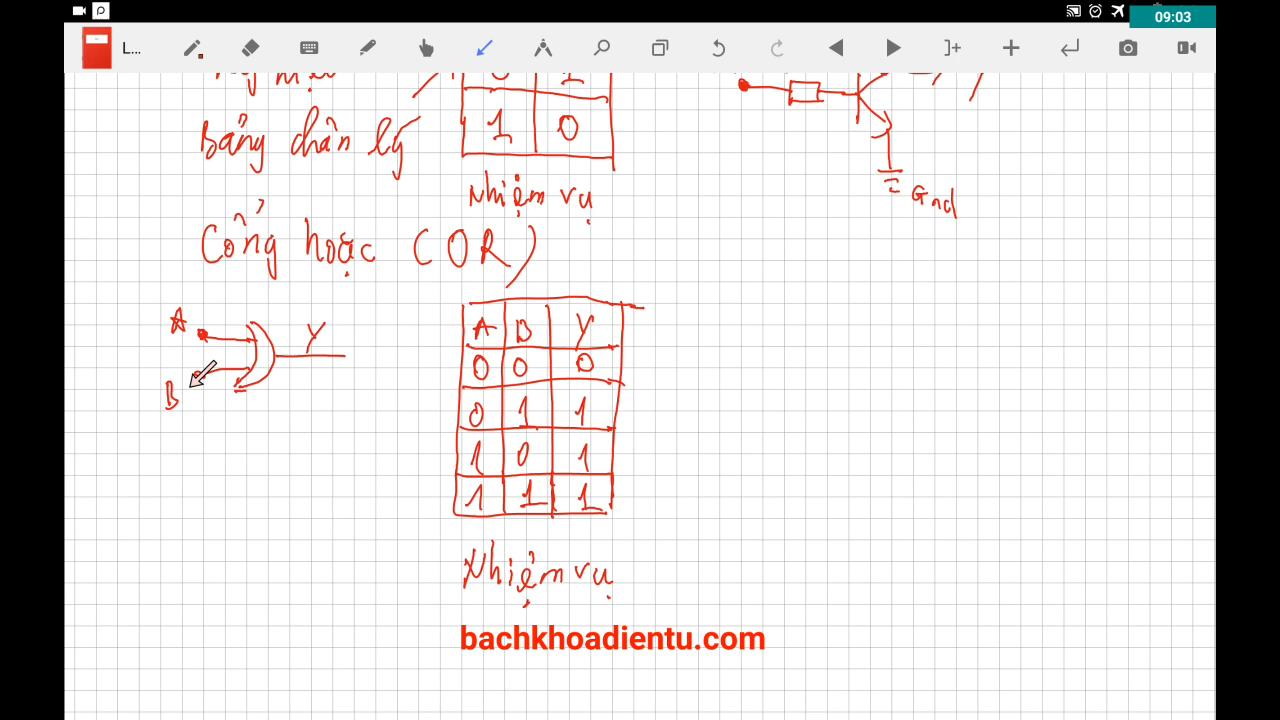 09:03
L...
1
1 0
Bảng chân lý
Nhiệm vụ
Gnd
Cổng hoặc (OR)
A
B
Y
A B Y
0 0 0
0 1 1
1 0 1
1 1 1
Nhiệm vụ
bachkhoadientu.com